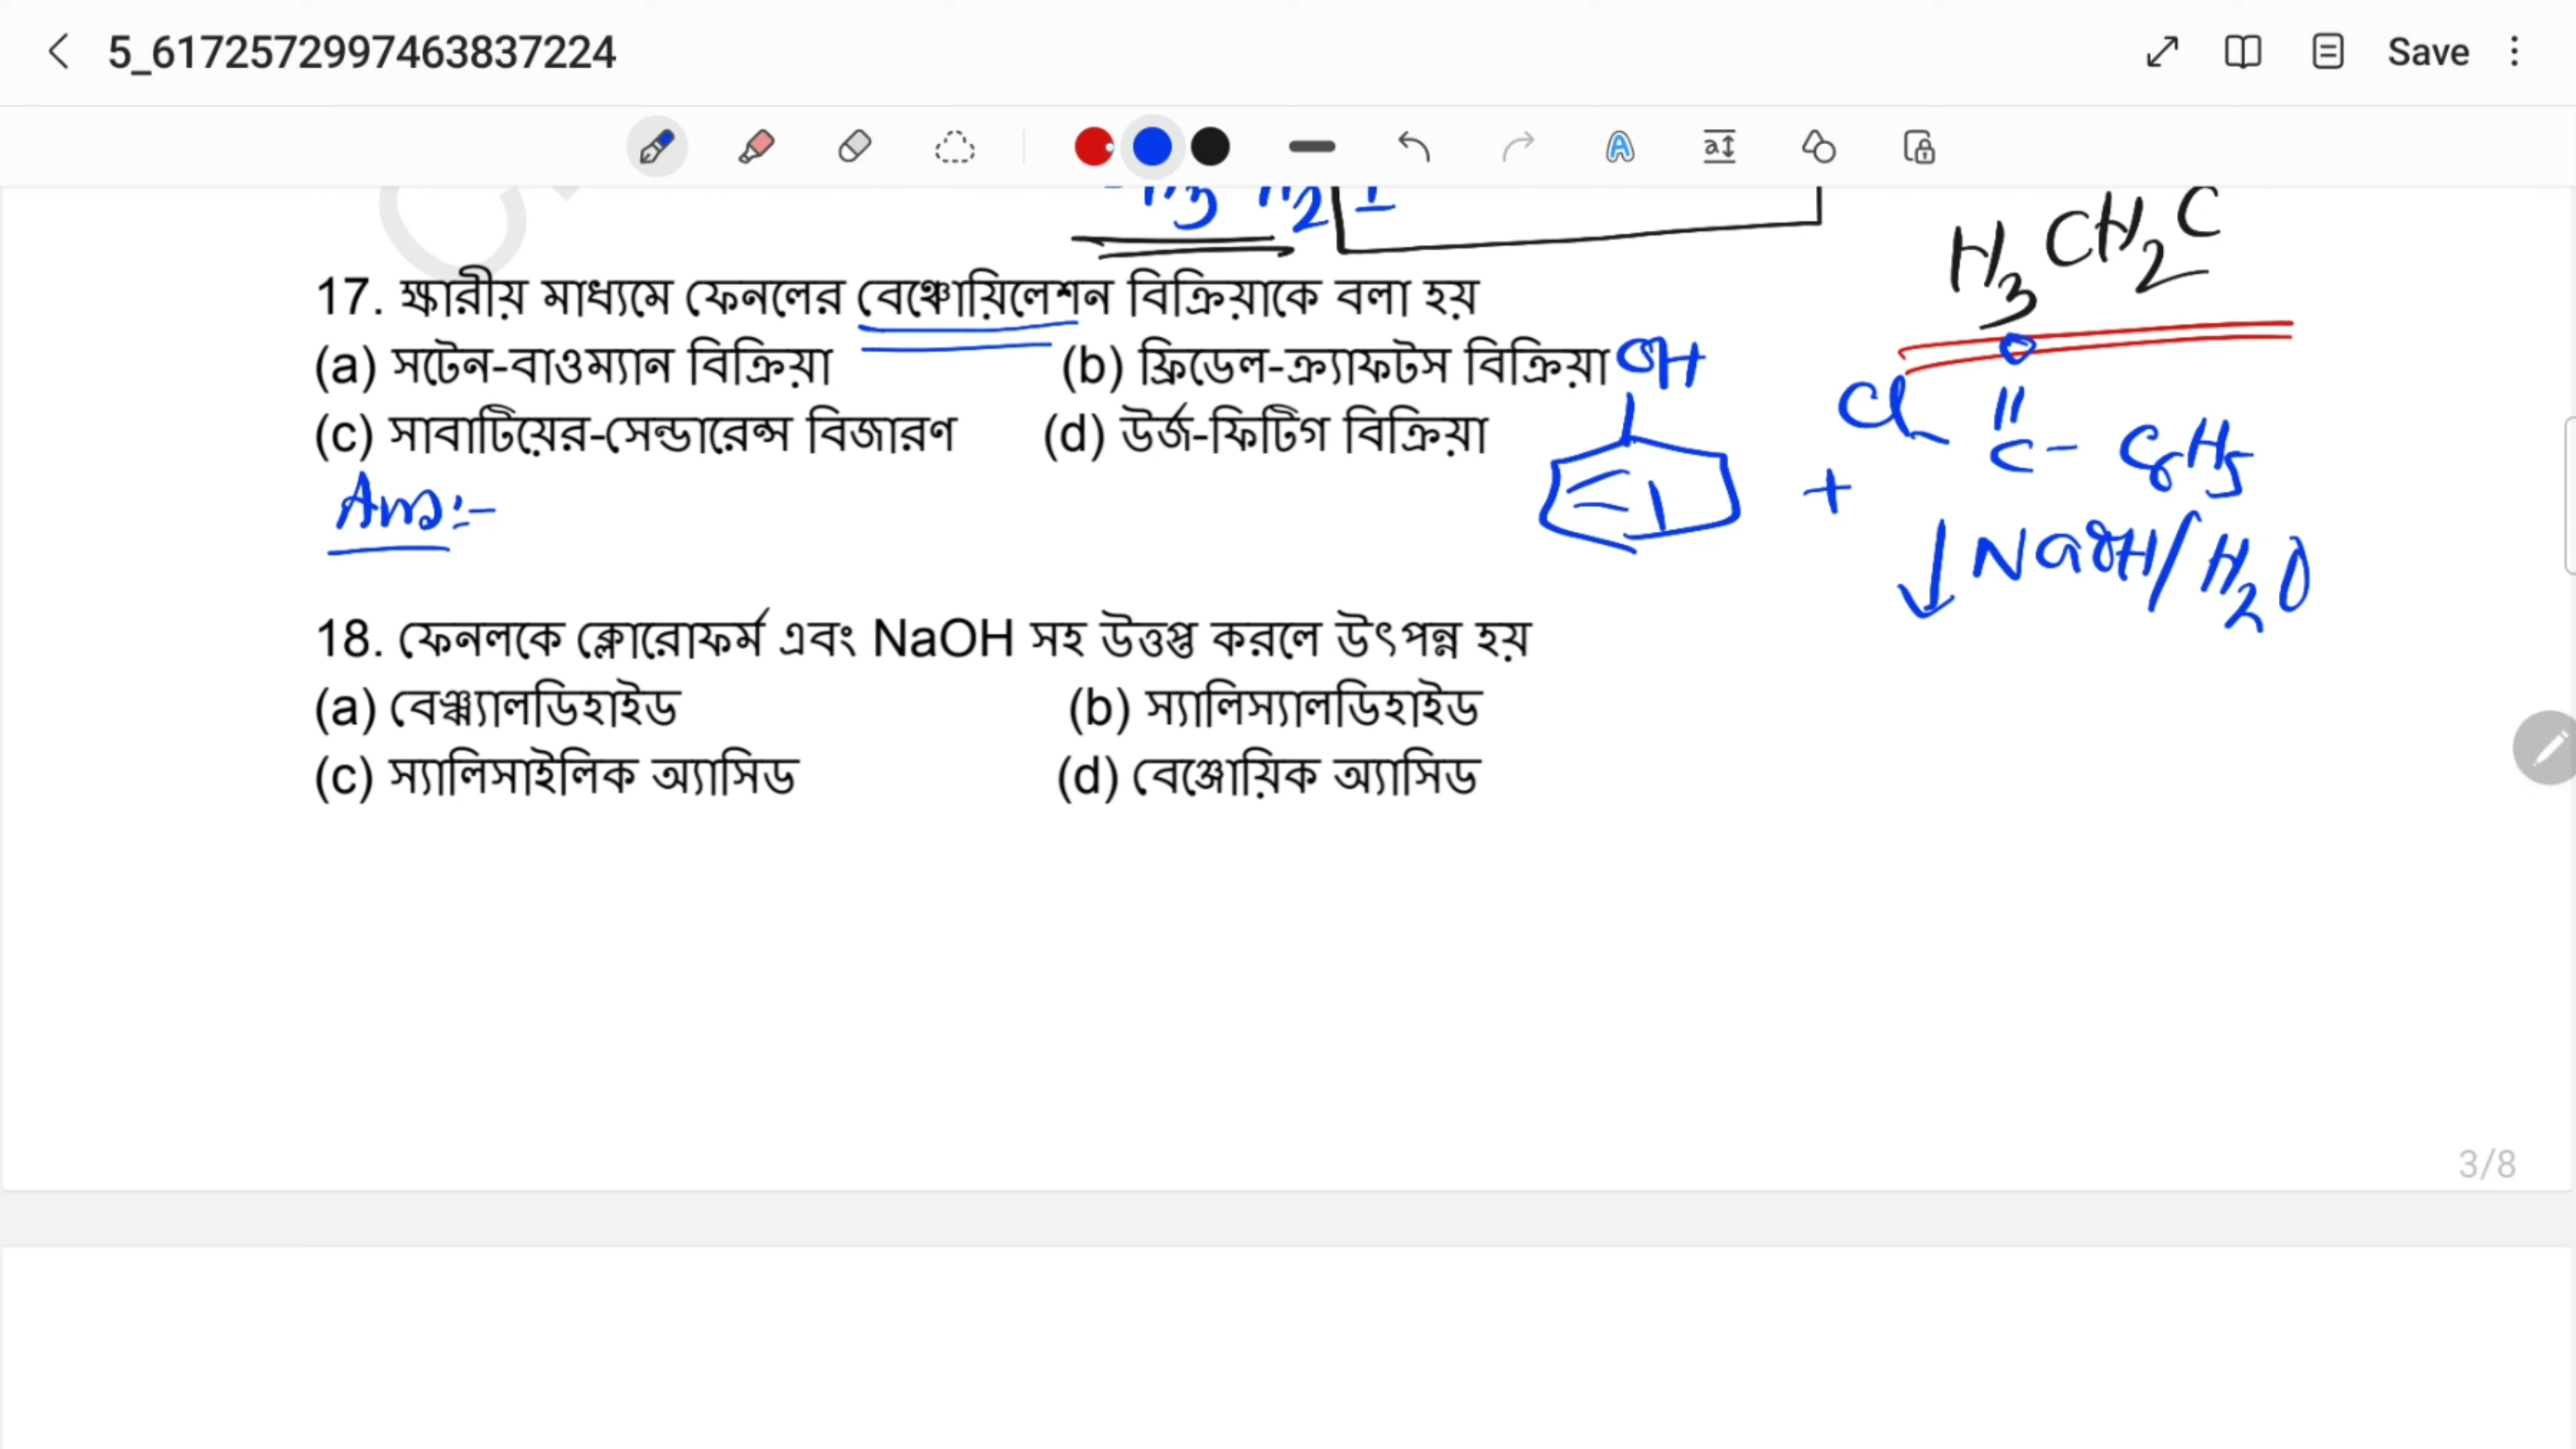 5_6172572997463837224
Save
H3CH2C
17. ক্ষারীয় মাধ্যমে ফেনলের বেঞ্চোয়িলেশন বিক্রিয়াকে বলা হয়
(a) সটেন-বাওম্যান বিক্রিয়া (b) ফ্রিডেল-ক্র্যাফটস বিক্রিয়া
OH
O
Cl C - C6H5
(c) সাবাটিয়ের-সেন্ডারেন্স বিজারণ (d) উর্জ-ফিটিগ বিক্রিয়া
+
Ans:-
NaOH/H2O
18. ফেনলকে ক্লোরোফর্ম এবং NaOH সহ উত্তপ্ত করলে উৎপন্ন হয়
(a) বেঞ্ঝ্যালডিহাইড (b) স্যালিস্যালডিহাইড
(c) স্যালিসাইলিক অ্যাসিড (d) বেঞ্জোয়িক অ্যাসিড
3/8